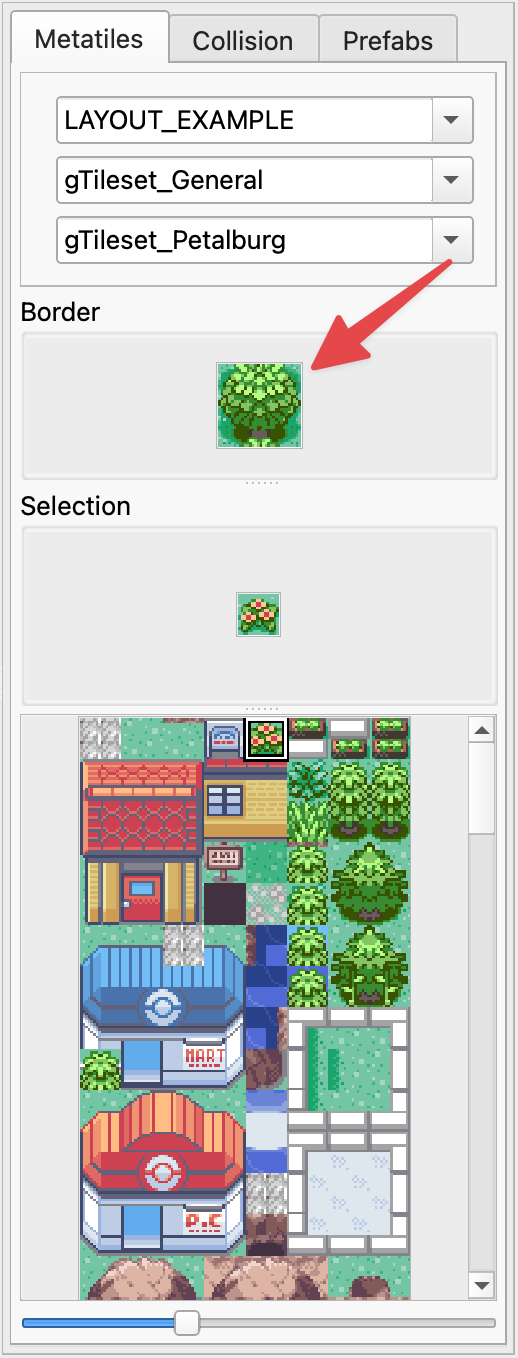 Metatiles
Collision
Prefabs
LAYOUT_EXAMPLE
gTileset_General
gTileset_Petalburg
Border
Selection
MART
P.C